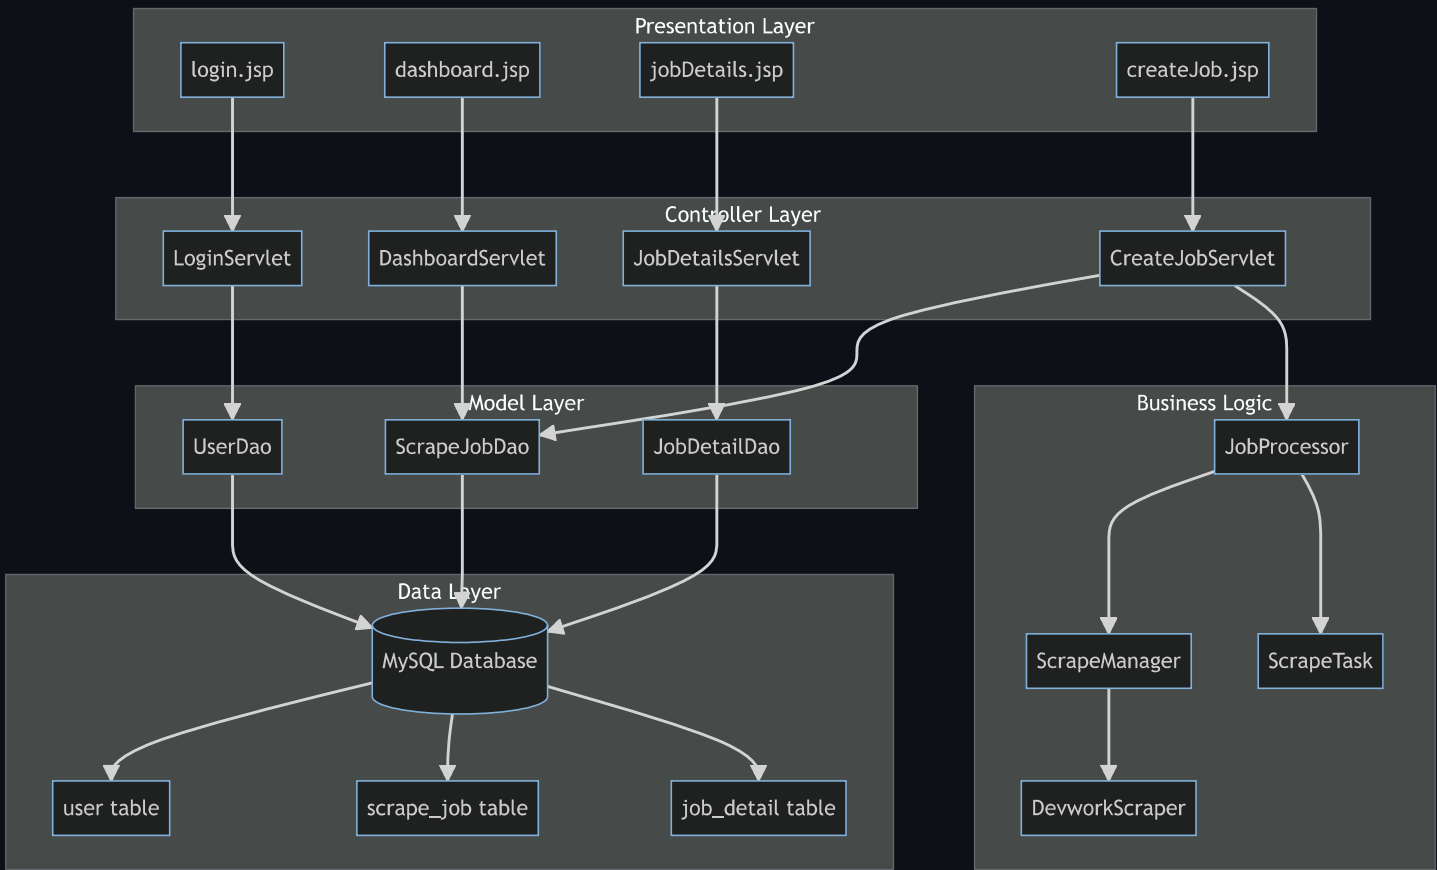 Presentation Layer
login.jsp
dashboard.jsp
jobDetails.jsp
createJob.jsp
Controller Layer
LoginServlet
DashboardServlet
JobDetailsServlet
CreateJobServlet
Model Layer
Business Logic
UserDao
ScrapeJobDao
JobDetailDao
JobProcessor
Data Layer
MySQL Database
ScrapeManager
ScrapeTask
user table
scrape_job table
job_detail table
DevworkScraper